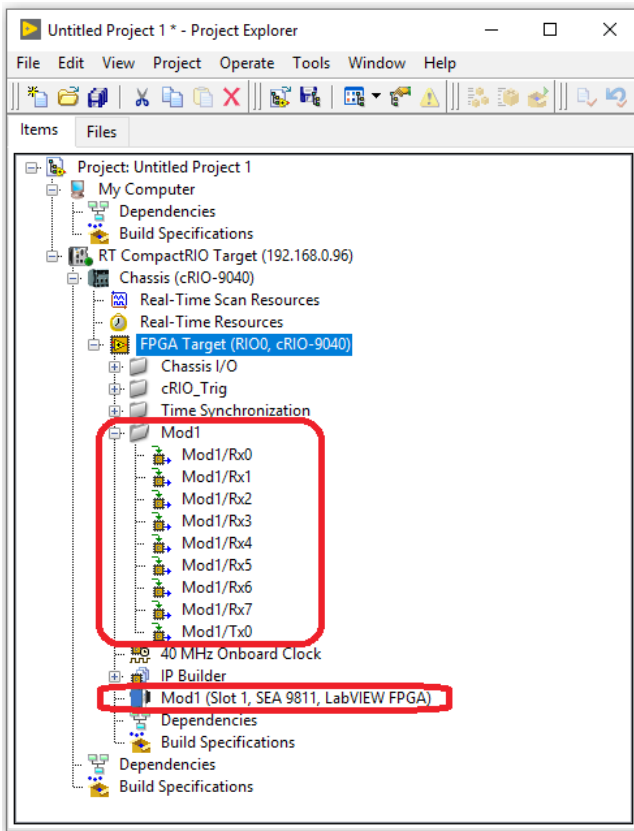 Untitled Project 1 * - Project Explorer
File Edit View Project Operate Tools Window Help
Items Files
Project: Untitled Project 1
My Computer
Dependencies
Build Specifications
RT CompactRIO Target (192.168.0.96)
Chassis (cRIO-9040)
Real-Time Scan Resources
Real-Time Resources
FPGA Target (RIO0, cRIO-9040)
Chassis I/O
cRIO_Trig
Time Synchronization
Mod1
Mod1/Rx0
Mod1/Rx1
Mod1/Rx2
Mod1/Rx3
Mod1/Rx4
Mod1/Rx5
Mod1/Rx6
Mod1/Rx7
Mod1/Tx0
40 MHz Onboard Clock
IP Builder
Mod1 (Slot 1, SEA 9811, LabVIEW FPGA)
Dependencies
Build Specifications
Dependencies
Build Specifications